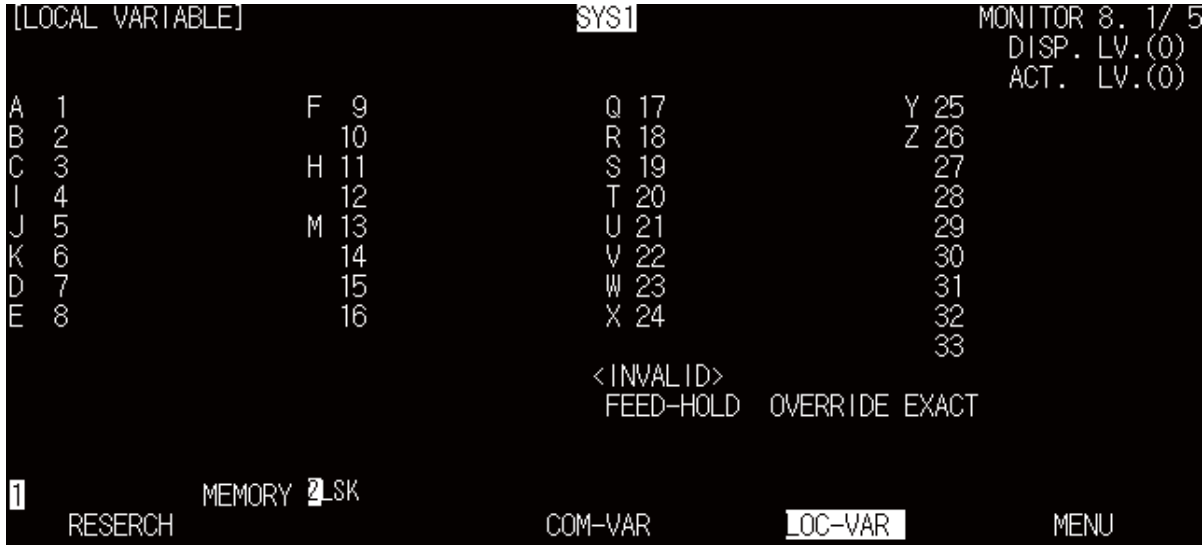 [LOCAL VARIABLE] SYS1 MONITOR 8. 1/ 5
DISP. LV.(0)
ACT. LV.(0)
A 1 F 9 Q 17 Y 25
B 2 10 R 18 Z 26
C 3 H 11 S 19 27
I 4 12 T 20 28
J 5 M 13 U 21 29
K 6 14 V 22 30
D 7 15 W 23 31
E 8 16 X 24 32
33
<INVALID>
FEED-HOLD OVERRIDE EXACT
1 MEMORY 2LSK
RESERCH COM-VAR LOC-VAR MENU